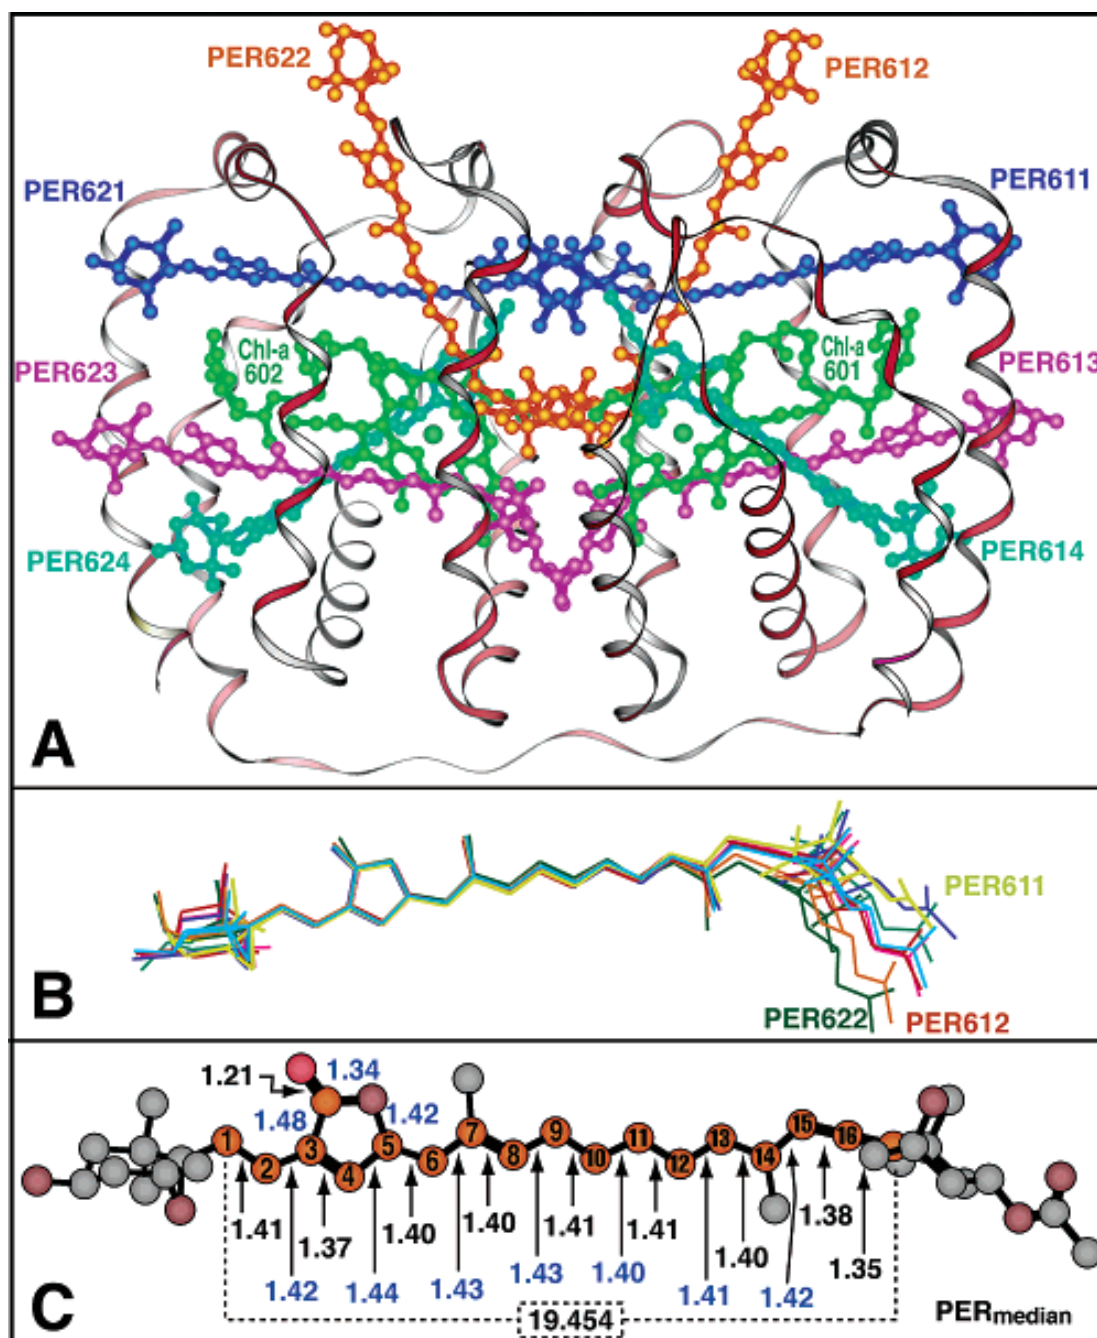 PER622
PER612
PER621
PER611
Chl-a
602
Chl-a
601
PER623
PER613
PER624
PER614
A
PER611
PER622
PER612
B
1.21
1.34
1.48
1.42
1 2 3 4 5 6 7 8 9 10 11 12 13 14 15 16
1.41
1.37
1.40
1.40
1.41
1.41
1.40
1.38
1.35
1.42
1.44
1.43
1.43
1.40
1.41
1.42
19.454
PERmedian
C